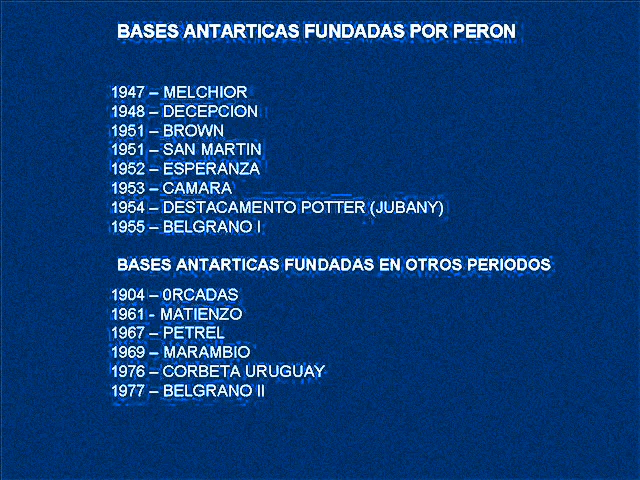 BASES ANTARTICAS FUNDADAS POR PERON
1947 – MELCHIOR
1948 – DECEPCION
1951 – BROWN
1951 – SAN MARTIN
1952 – ESPERANZA
1953 – CAMARA
1954 – DESTACAMENTO POTTER (JUBANY)
1955 – BELGRANO I
BASES ANTARTICAS FUNDADAS EN OTROS PERIODOS
1904 – 0RCADAS
1961 - MATIENZO
1967 – PETREL
1969 – MARAMBIO
1976 – CORBETA URUGUAY
1977 – BELGRANO II